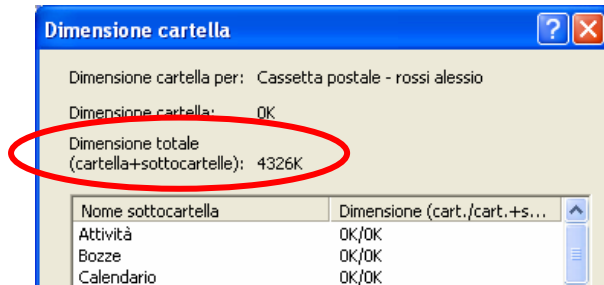 Dimensione cartella
Dimensione cartella per: Cassetta postale - rossi alessio
Dimensione cartella: 0K
Dimensione totale
(cartella+sottocartelle): 4326K
Nome sottocartella Dimensione (cart./cart.+s...
Attività 0K/0K
Bozze 0K/0K
Calendario 0K/0K